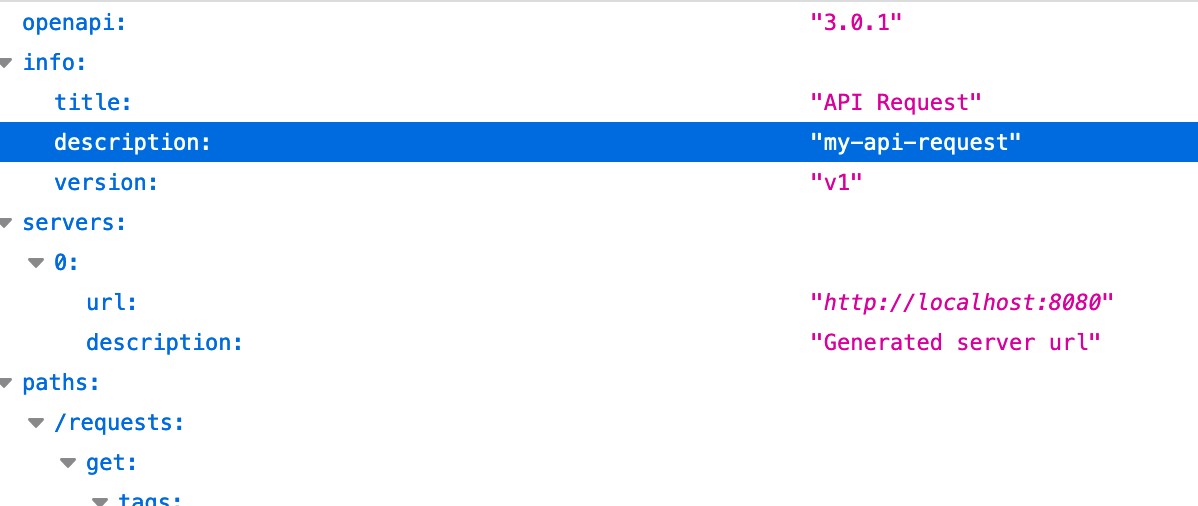 openapi: "3.0.1"
info:
title: "API Request"
description: "my-api-request"
version: "v1"
servers:
0:
url: "http://localhost:8080"
description: "Generated server url"
paths:
/requests:
get:
tags: